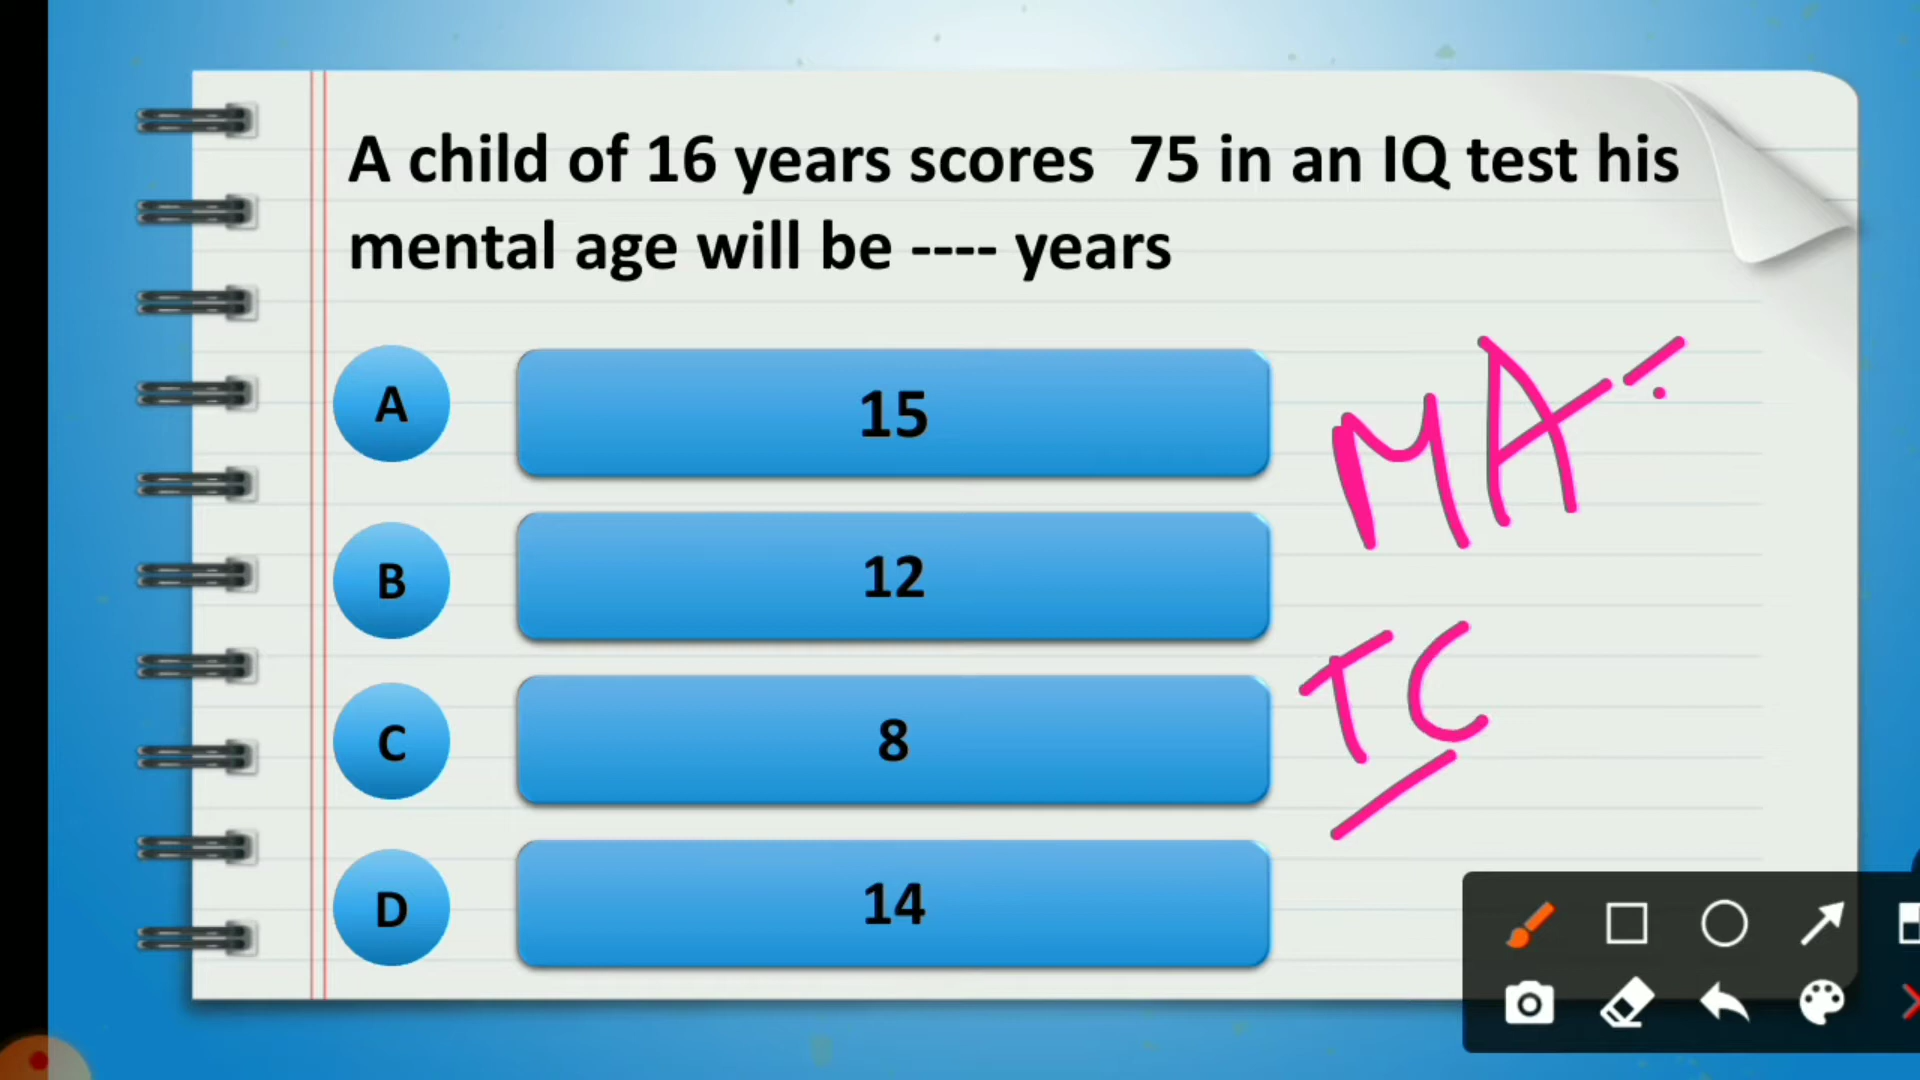 A child of 16 years scores 75 in an IQ test his
mental age will be ---- years
A 15
B 12
C 8
D 14
MA :-
IC